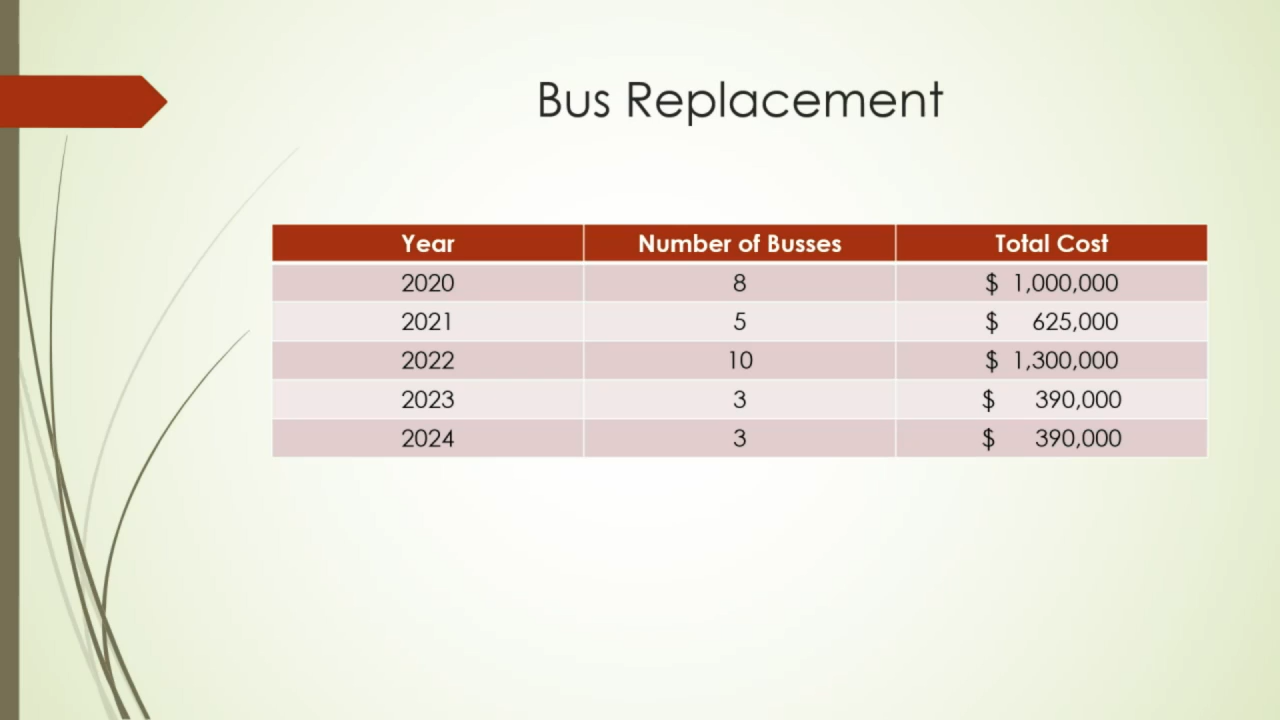 Bus Replacement
Year Number of Busses Total Cost
2020 8 $ 1,000,000
2021 5 $ 625,000
2022 10 $ 1,300,000
2023 3 $ 390,000
2024 3 $ 390,000